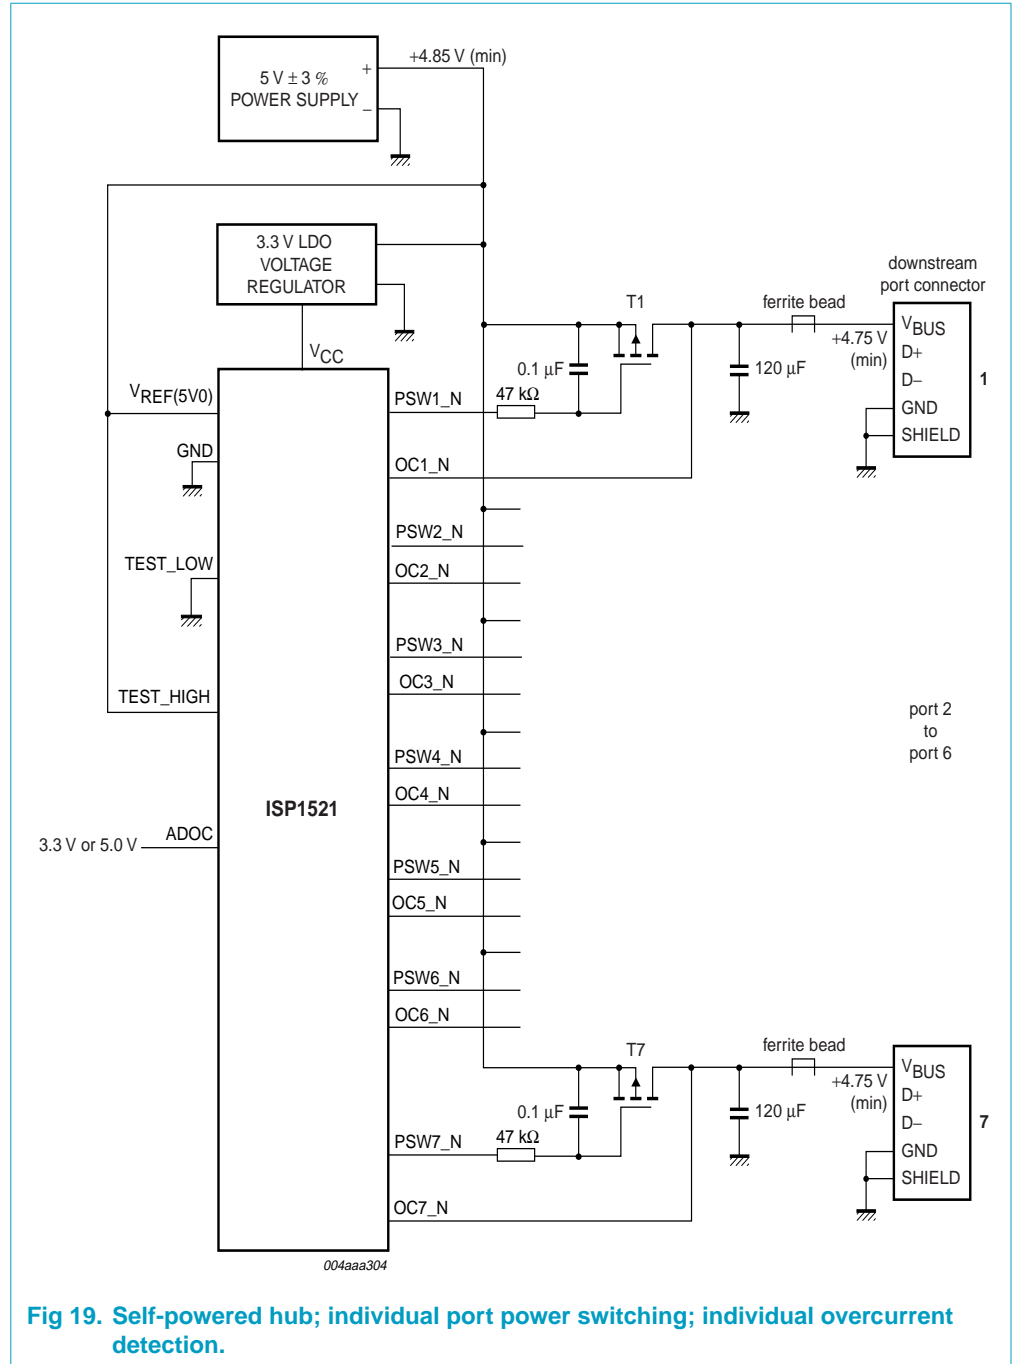 5 V ± 3 %
POWER SUPPLY
+
−
+4.85 V (min)
3.3 V LDO
VOLTAGE
REGULATOR
VCC
VREF(5V0)
GND
TEST_LOW
TEST_HIGH
ADOC
3.3 V or 5.0 V
ISP1521
PSW1_N
OC1_N
PSW2_N
OC2_N
PSW3_N
OC3_N
PSW4_N
OC4_N
PSW5_N
OC5_N
PSW6_N
OC6_N
PSW7_N
OC7_N
0.1 µF
47 kΩ
T1
120 µF
ferrite bead
+4.75 V
(min)
downstream
port connector
VBUS
D+
D−
GND
SHIELD
1
port 2
to
port 6
0.1 µF
47 kΩ
T7
120 µF
ferrite bead
+4.75 V
(min)
VBUS
D+
D−
GND
SHIELD
7
004aaa304
Fig 19. Self-powered hub; individual port power switching; individual overcurrent
detection.